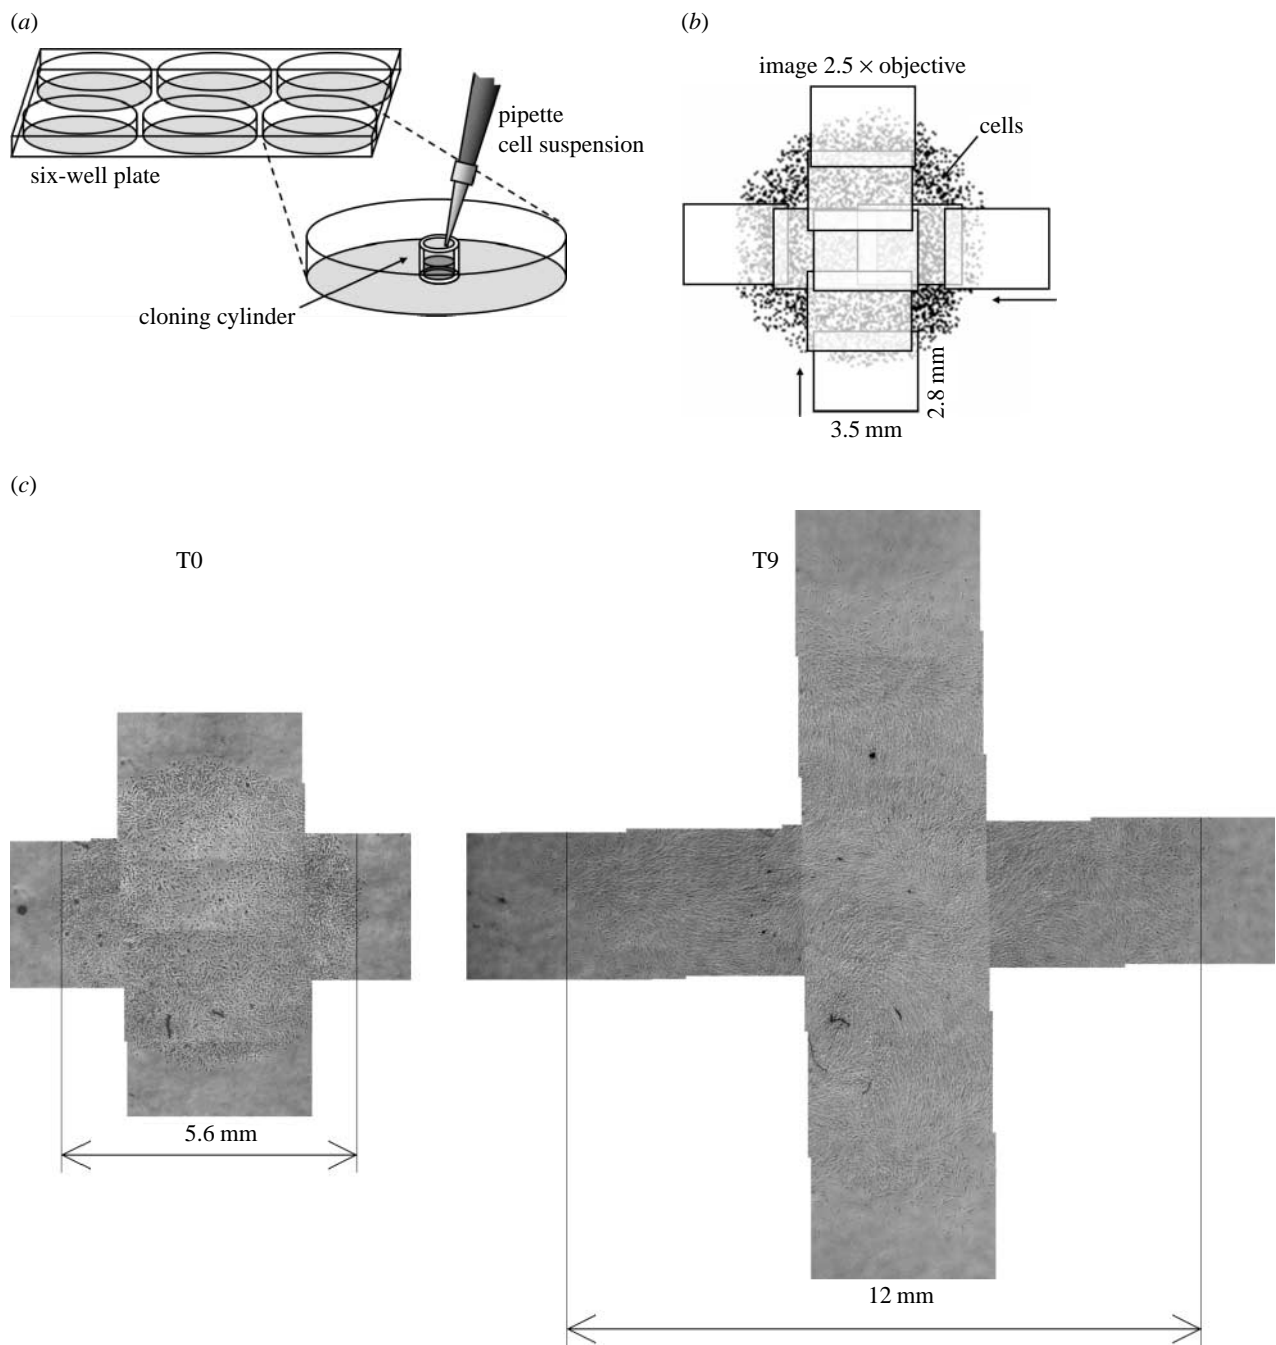 (a)
pipette
cell suspension
six-well plate
cloning cylinder
(b)
image 2.5 × objective
cells
2.8 mm
3.5 mm
(c)
T0
T9
5.6 mm
12 mm